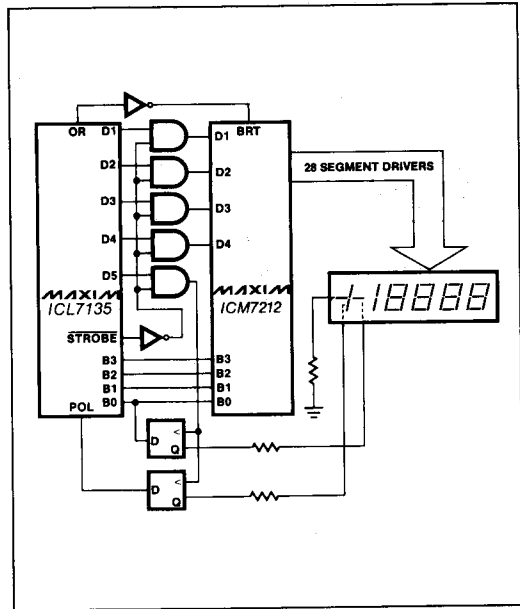 OR
BRT
D1
D2
D3
D4
D5
D1
D2
D3
D4
28 SEGMENT DRIVERS
MAXIM
ICL7135
MAXIM
ICM7212
18888
STROBE
B3
B2
B1
B0
POL
B3
B2
B1
B0
D
<
Q
D
<
Q